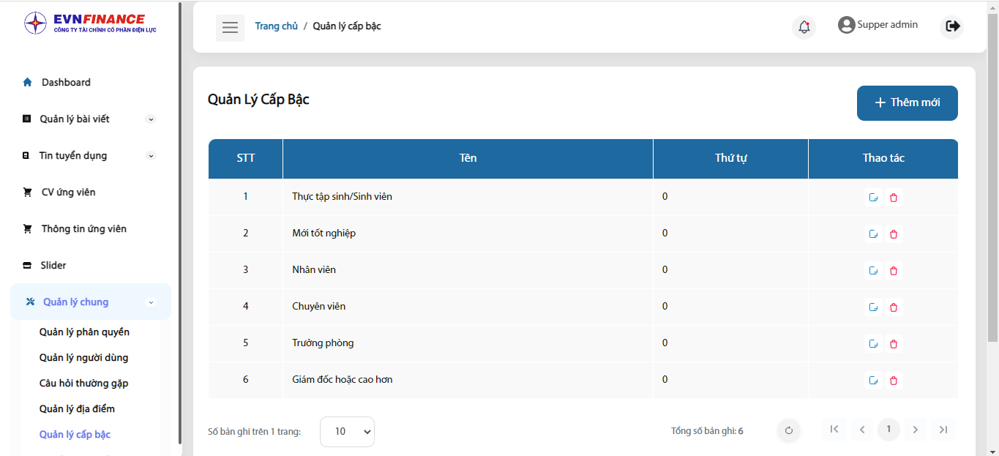 EVNFINANCE
CÔNG TY TÀI CHÍNH CỔ PHẦN ĐIỆN LỰC
Dashboard
Quản lý bài viết
Tin tuyển dụng
CV ứng viên
Thông tin ứng viên
Slider
Quản lý chung
Quản lý phân quyền
Quản lý người dùng
Câu hỏi thường gặp
Quản lý địa điểm
Quản lý cấp bậc
Trang chủ / Quản lý cấp bậc
Supper admin
Quản Lý Cấp Bậc
Thêm mới
STT Tên Thứ tự Thao tác
1 Thực tập sinh/Sinh viên 0
2 Mới tốt nghiệp 0
3 Nhân viên 0
4 Chuyên viên 0
5 Trưởng phòng 0
6 Giám đốc hoặc cao hơn 0
Số bản ghi trên 1 trang: 10 Tổng số bản ghi: 6 1